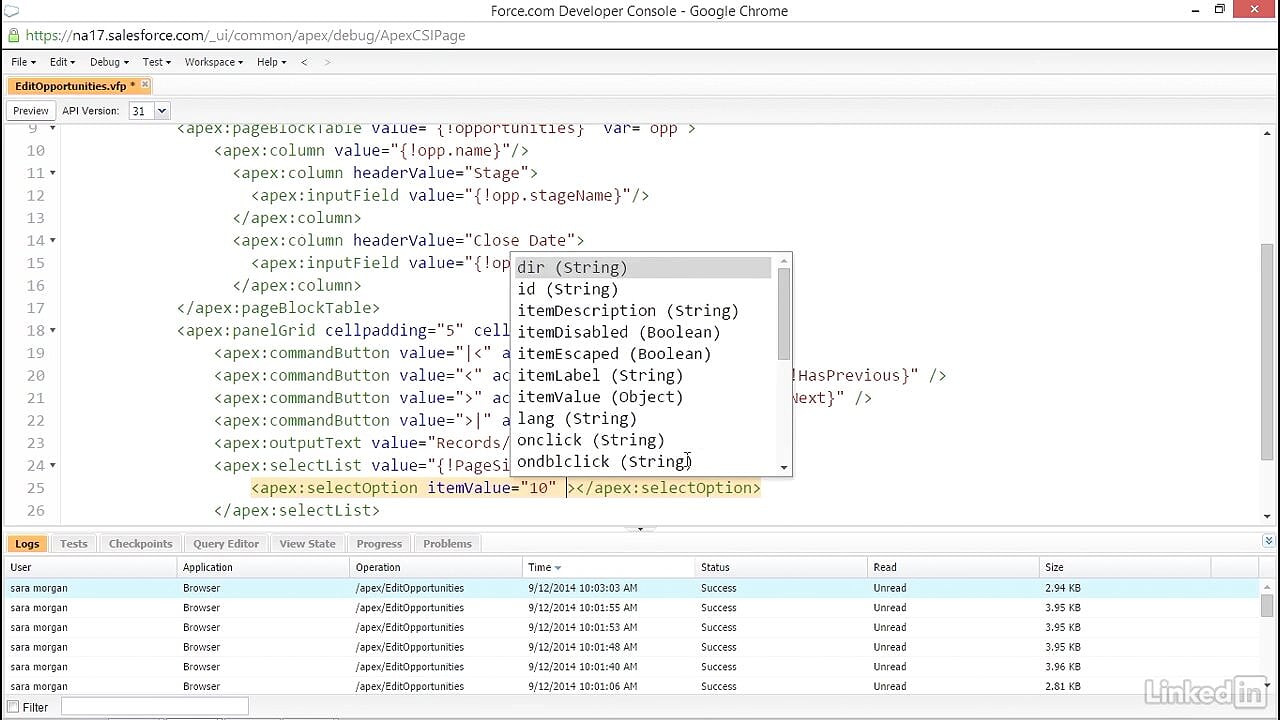 Force.com Developer Console - Google Chrome
https://na17.salesforce.com/_ui/common/apex/debug/ApexCSIPage
File Edit Debug Test Workspace Help < >
EditOpportunities.vfp *
Preview API Version: 31
9 <apex:pageBlockTable value="{!opportunities}" var="opp">
10 <apex:column value="{!opp.name}"/>
11 <apex:column headerValue="Stage">
12 <apex:inputField value="{!opp.stageName}"/>
13 </apex:column>
14 <apex:column headerValue="Close Date">
15 <apex:inputField value="{!op
16 </apex:column>
17 </apex:pageBlockTable>
18 <apex:panelGrid cellpadding="5" cell
19 <apex:commandButton value="|<" a
20 <apex:commandButton value="<" ac !HasPrevious}" />
21 <apex:commandButton value=">" ac Next}" />
22 <apex:commandButton value=">|" a
23 <apex:outputText value="Records/
24 <apex:selectList value="{!PageSi
25 <apex:selectOption itemValue="10" ></apex:selectOption>
26 </apex:selectList>
dir (String)
id (String)
itemDescription (String)
itemDisabled (Boolean)
itemEscaped (Boolean)
itemLabel (String)
itemValue (Object)
lang (String)
onclick (String)
ondblclick (String)
Logs Tests Checkpoints Query Editor View State Progress Problems
User Application Operation Time Status Read Size
sara morgan Browser /apex/EditOpportunities 9/12/2014 10:03:03 AM Success Unread 2.94 KB
sara morgan Browser /apex/EditOpportunities 9/12/2014 10:01:55 AM Success Unread 3.95 KB
sara morgan Browser /apex/EditOpportunities 9/12/2014 10:01:53 AM Success Unread 3.95 KB
sara morgan Browser /apex/EditOpportunities 9/12/2014 10:01:48 AM Success Unread 3.95 KB
sara morgan Browser /apex/EditOpportunities 9/12/2014 10:01:40 AM Success Unread 3.96 KB
sara morgan Browser /apex/EditOpportunities 9/12/2014 10:01:06 AM Success Unread 2.81 KB
Filter
LinkedIn